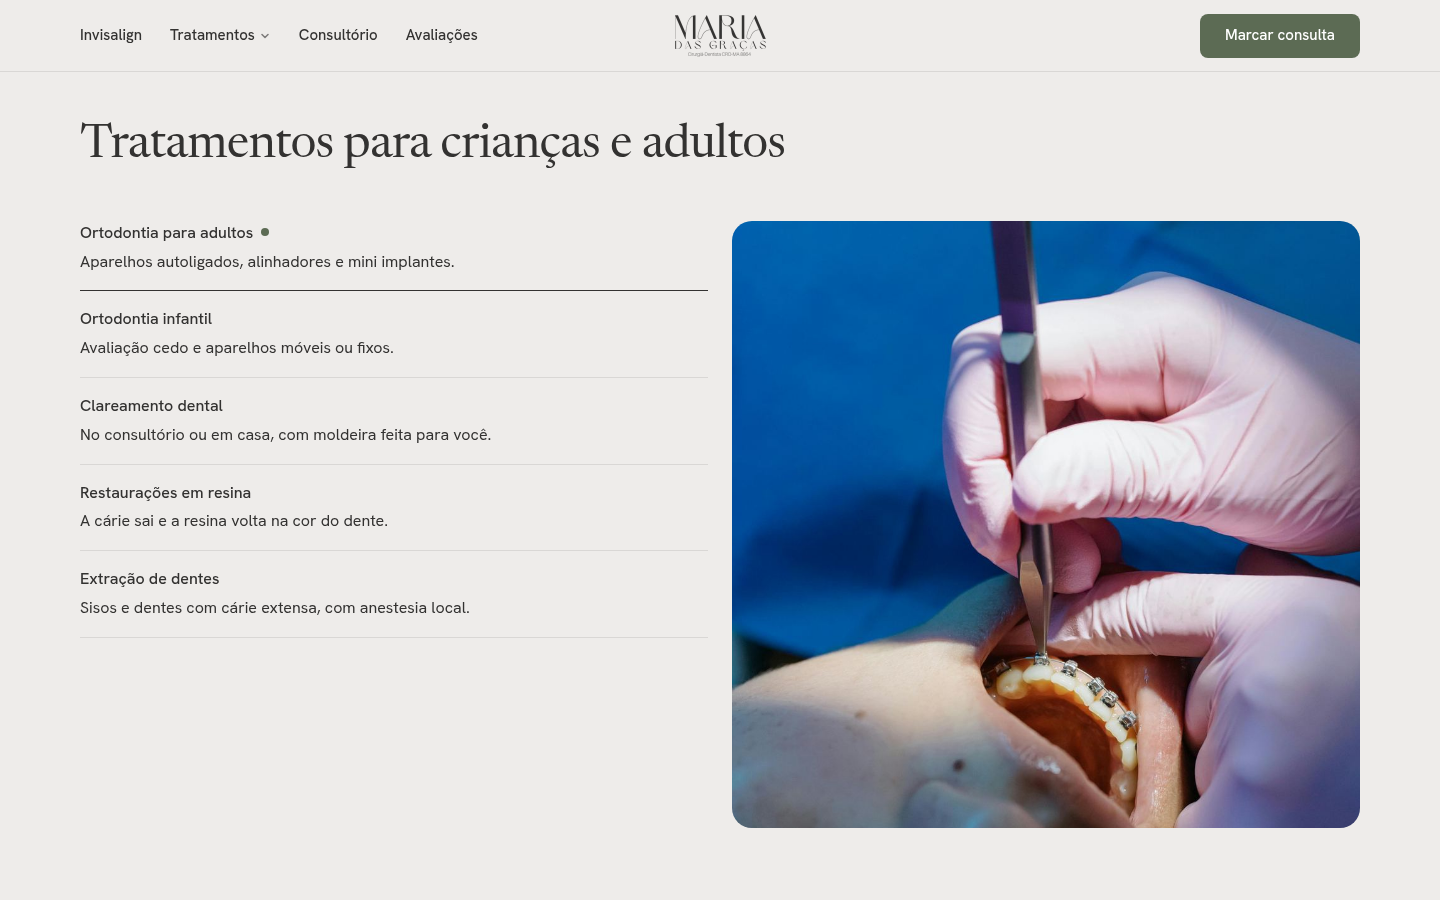 Invisalign
Tratamentos
Consultório
Avaliações
MARIA
DAS GRAÇAS
Marcar consulta
Tratamentos para crianças e adultos
Ortodontia para adultos
Aparelhos autoligados, alinhadores e mini implantes.
Ortodontia infantil
Avaliação cedo e aparelhos móveis ou fixos.
Clareamento dental
No consultório ou em casa, com moldeira feita para você.
Restaurações em resina
A cárie sai e a resina volta na cor do dente.
Extração de dentes
Sisos e dentes com cárie extensa, com anestesia local.